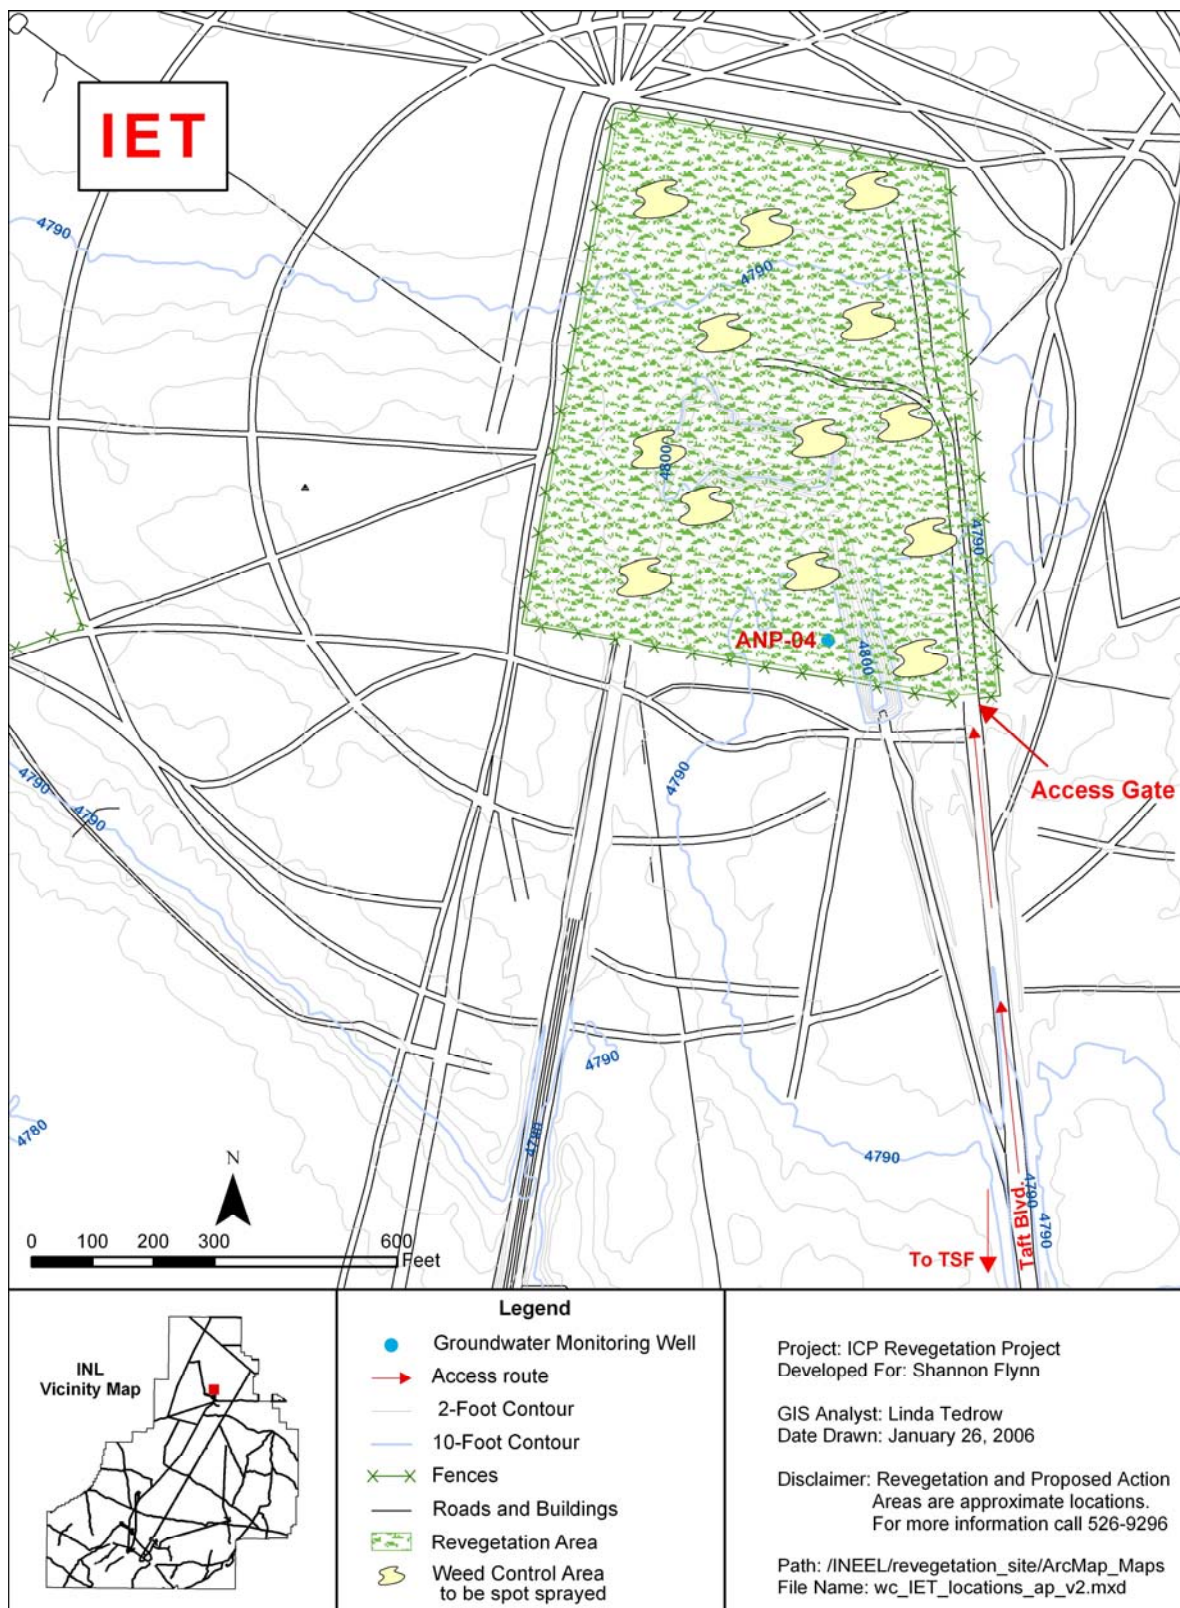 IET
4790
4790
4800
4790
ANP-04
4800
Access Gate
4790
4790
4790
4790
4790
4780
4790
4790
4790
Taft Blvd.
To TSF
N
0 100 200 300 600
Feet
INL
Vicinity Map
Legend
Groundwater Monitoring Well
Access route
2-Foot Contour
10-Foot Contour
Fences
Roads and Buildings
Revegetation Area
Weed Control Area
to be spot sprayed
Project: ICP Revegetation Project
Developed For: Shannon Flynn
GIS Analyst: Linda Tedrow
Date Drawn: January 26, 2006
Disclaimer: Revegetation and Proposed Action
Areas are approximate locations.
For more information call 526-9296
Path: /INEEL/revegetation_site/ArcMap_Maps
File Name: wc_IET_locations_ap_v2.mxd